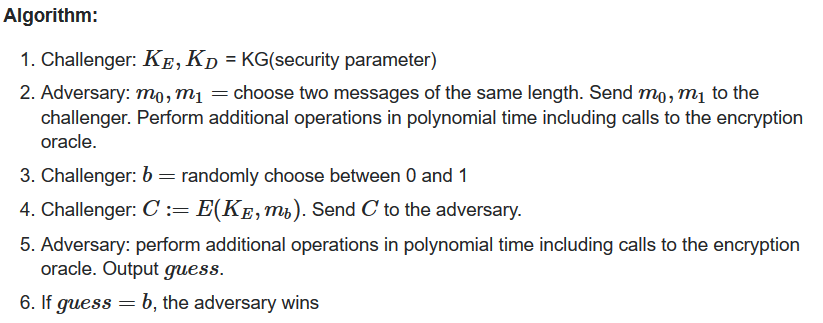 Algorithm:
1. Challenger: K_E, K_D = KG(security parameter)
2. Adversary: m_0, m_1 = choose two messages of the same length. Send m_0, m_1 to the
challenger. Perform additional operations in polynomial time including calls to the encryption
oracle.
3. Challenger: b = randomly choose between 0 and 1
4. Challenger: C := E(K_E, m_b). Send C to the adversary.
5. Adversary: perform additional operations in polynomial time including calls to the encryption
oracle. Output guess.
6. If guess = b, the adversary wins